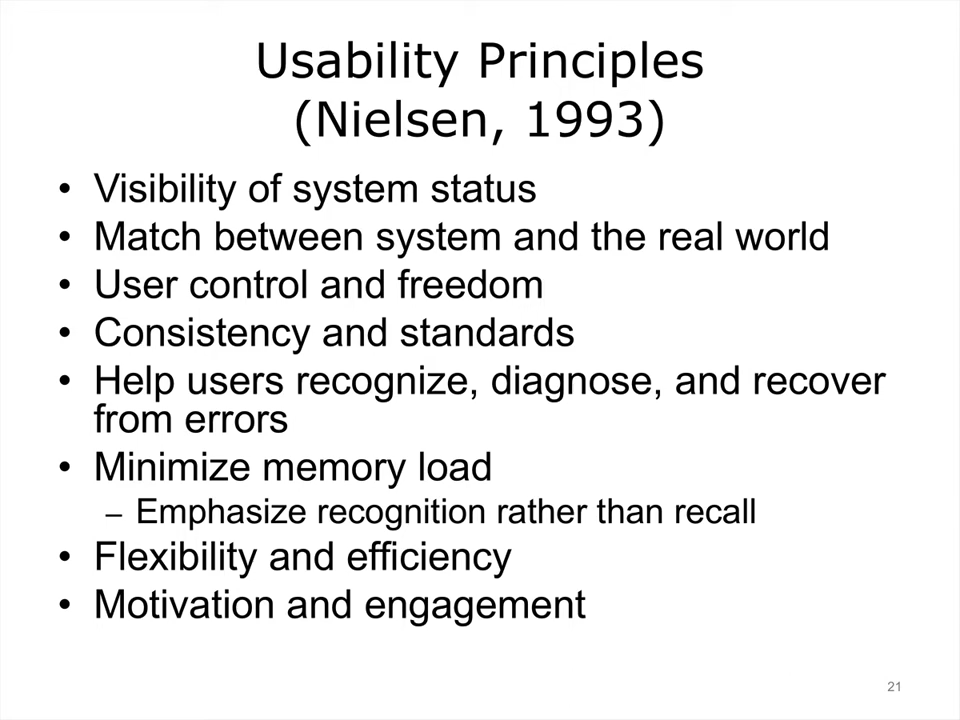 Usability Principles
(Nielsen, 1993)
• Visibility of system status
• Match between system and the real world
• User control and freedom
• Consistency and standards
• Help users recognize, diagnose, and recover
from errors
• Minimize memory load
– Emphasize recognition rather than recall
• Flexibility and efficiency
• Motivation and engagement
21